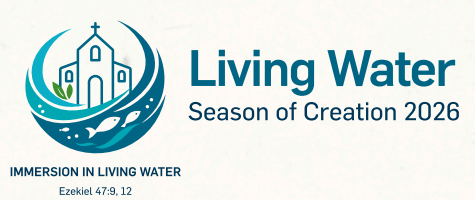 Living Water
Season of Creation 2026
IMMERSION IN LIVING WATER
Ezekiel 47:9, 12